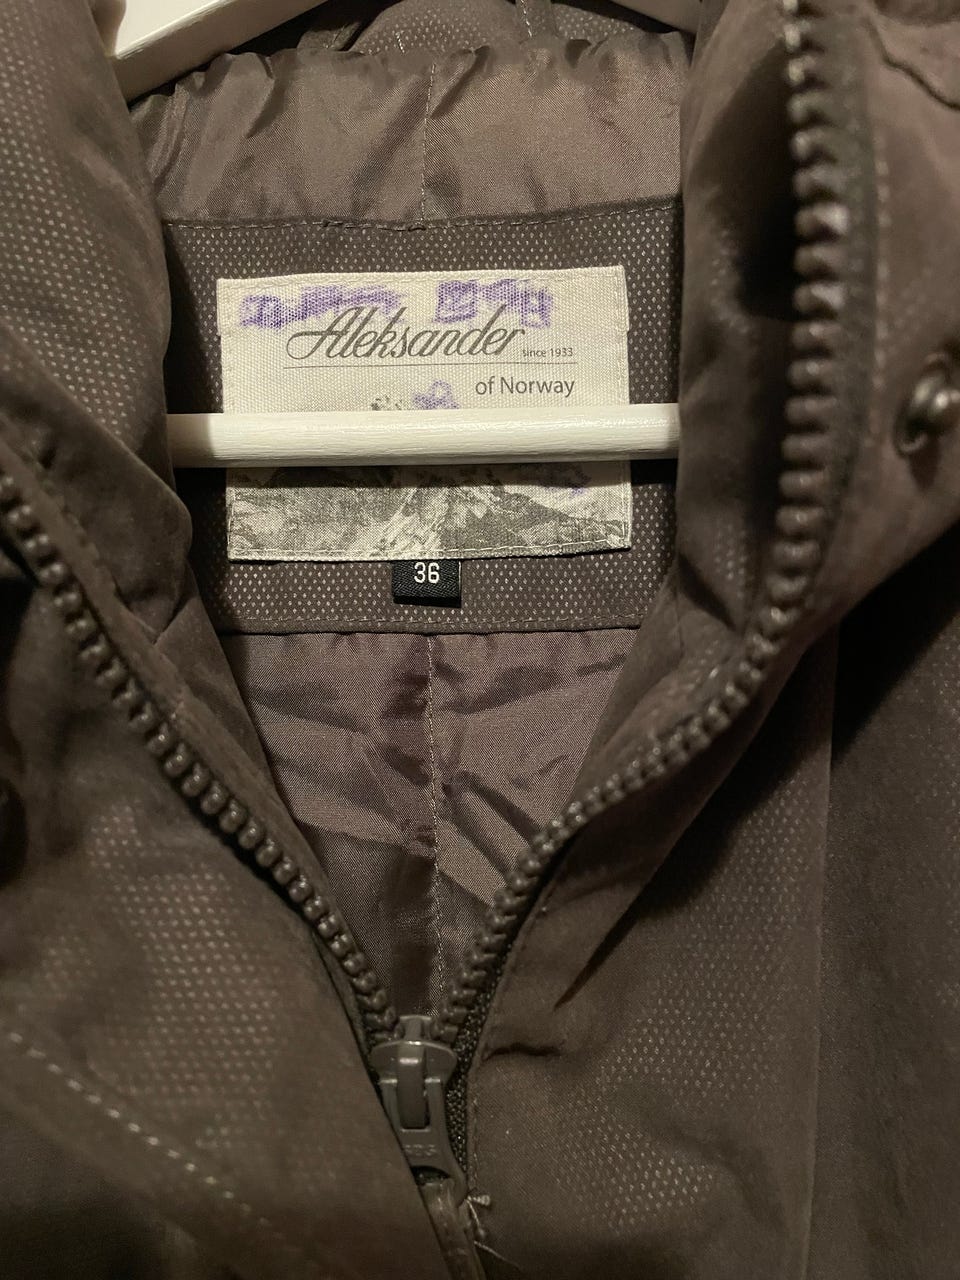 Aleksander
since 1933
of Norway
36